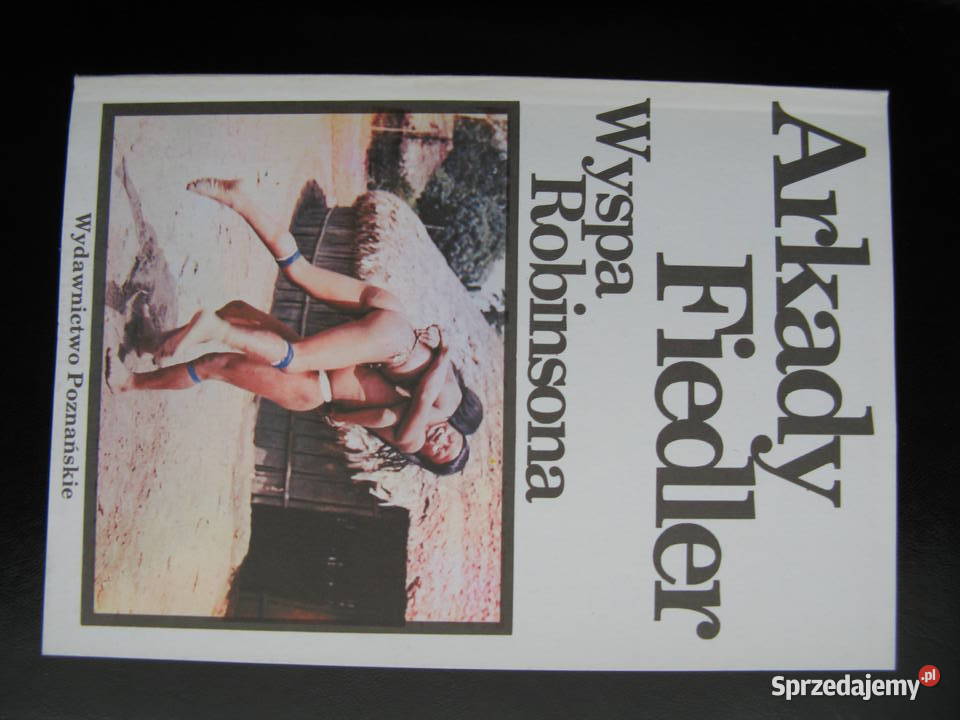 Arkady
Fiedler
Wyspa
Robinsona
Wydawnictwo Poznańskie
Sprzedajemy.pl